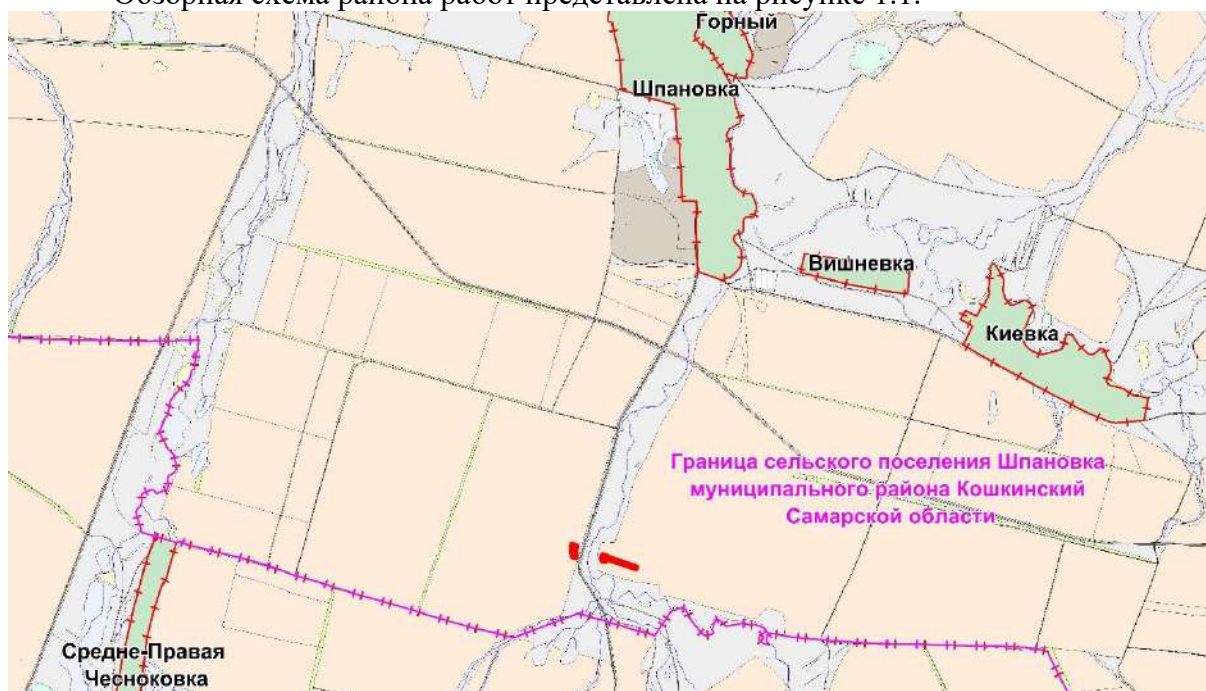 Обзорная схема района работ представлена на рисунке 1.1.
Горный
Шпановка
Вишневка
Киевка
Граница сельского поселения Шпановка
муниципального района Кошкинский
Самарской области
Средне-Правая
Чесноковка